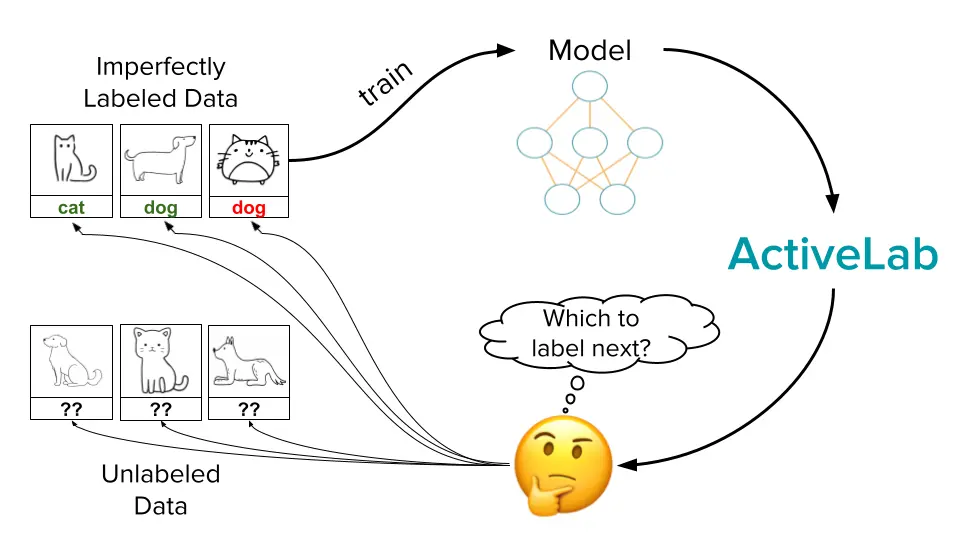 Imperfectly
Labeled Data
cat
dog
dog
train
Model
ActiveLab
Which to
label next?
??
??
??
Unlabeled
Data